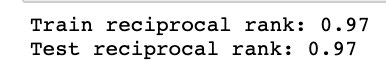 Train reciprocal rank: 0.97
Test reciprocal rank: 0.97